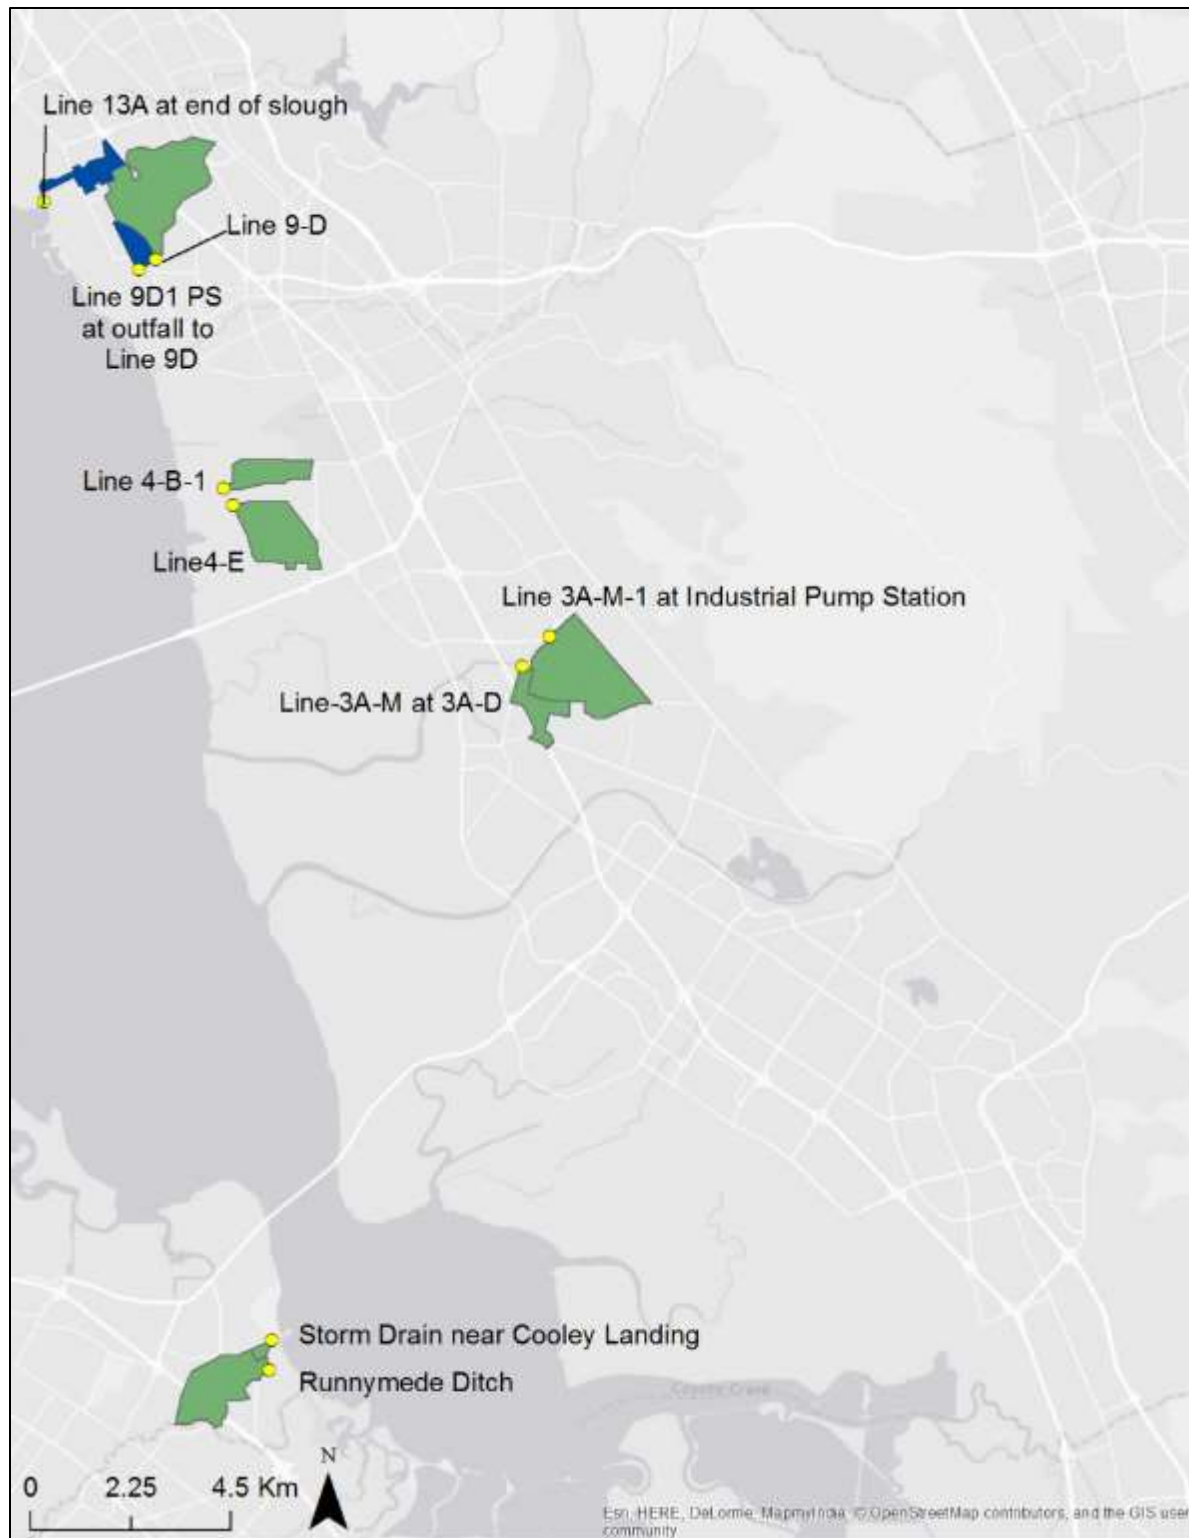 Line 13A at end of slough
Line 9-D
Line 9D1 PS
at outfall to
Line 9D
Line 4-B-1
Line4-E
Line 3A-M-1 at Industrial Pump Station
Line-3A-M at 3A-D
Storm Drain near Cooley Landing
Runnymede Ditch
Coyote Creek
N
0 2.25 4.5 Km
Esri, HERE, DeLorme, MapmyIndia, © OpenStreetMap contributors, and the GIS user
community